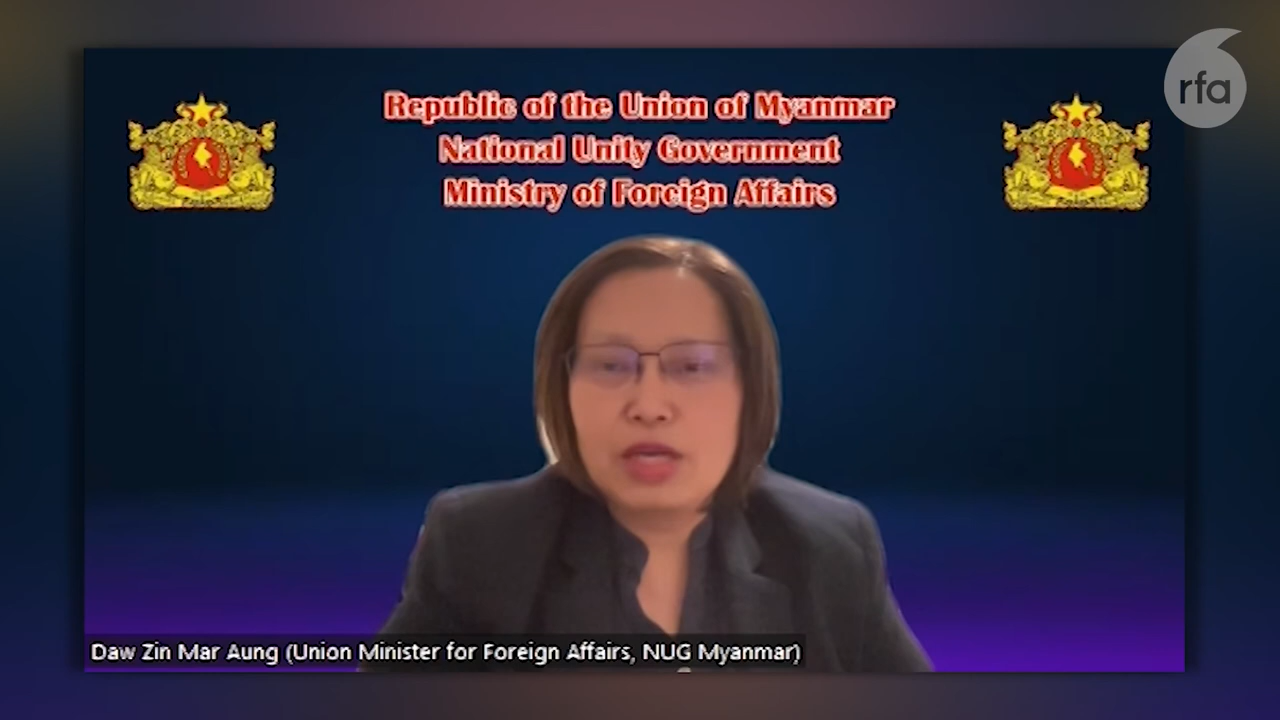 rfa
Republic of the Union of Myanmar
National Unity Government
Ministry of Foreign Affairs
Daw Zin Mar Aung (Union Minister for Foreign Affairs, NUG Myanmar)